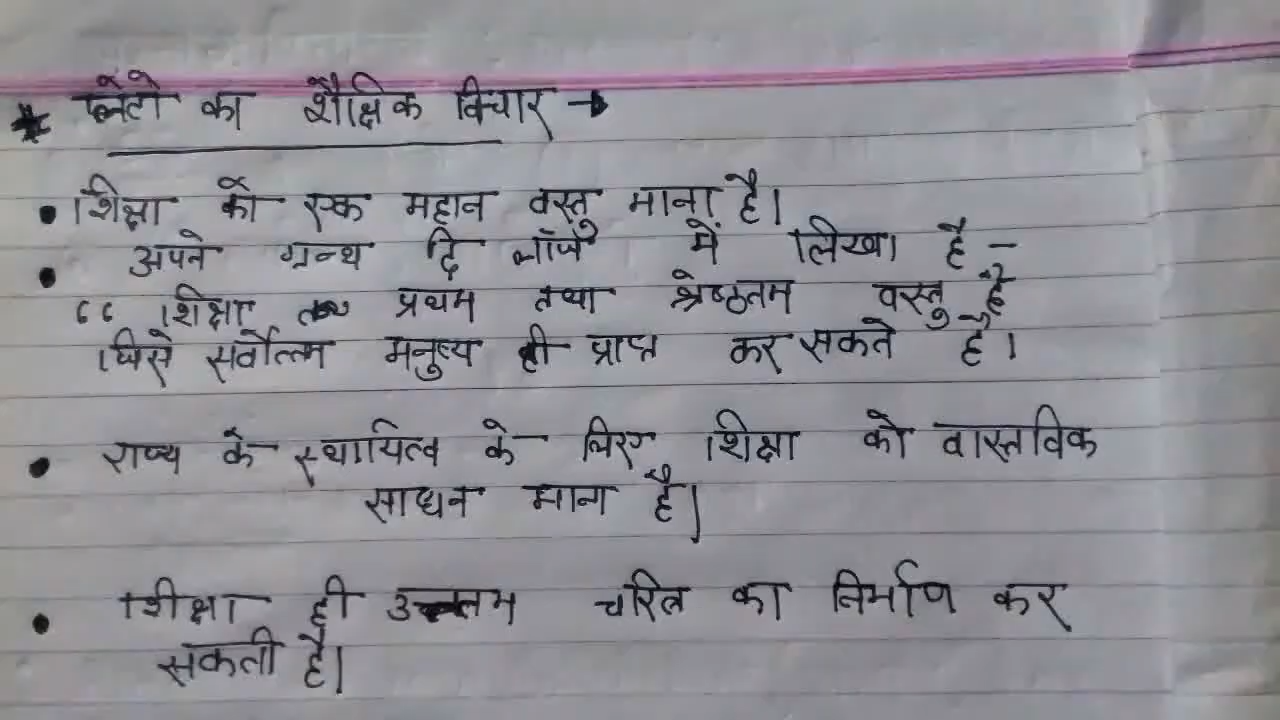 * प्लेटो का शैक्षिक विचार →
• शिक्षा को एक महान वस्तु माना है।
• अपने ग्रन्थ दि लॉज में लिखा है -
“ शिक्षा प्रथम तथा श्रेष्ठतम वस्तु है
जिसे सर्वोत्तम मनुष्य ही प्राप्त कर सकते है।
• राज्य के स्थायित्व के लिए शिक्षा को वास्तविक
साधन माना है।
• शिक्षा ही उत्तम चरित्र का निर्माण कर
सकती है।